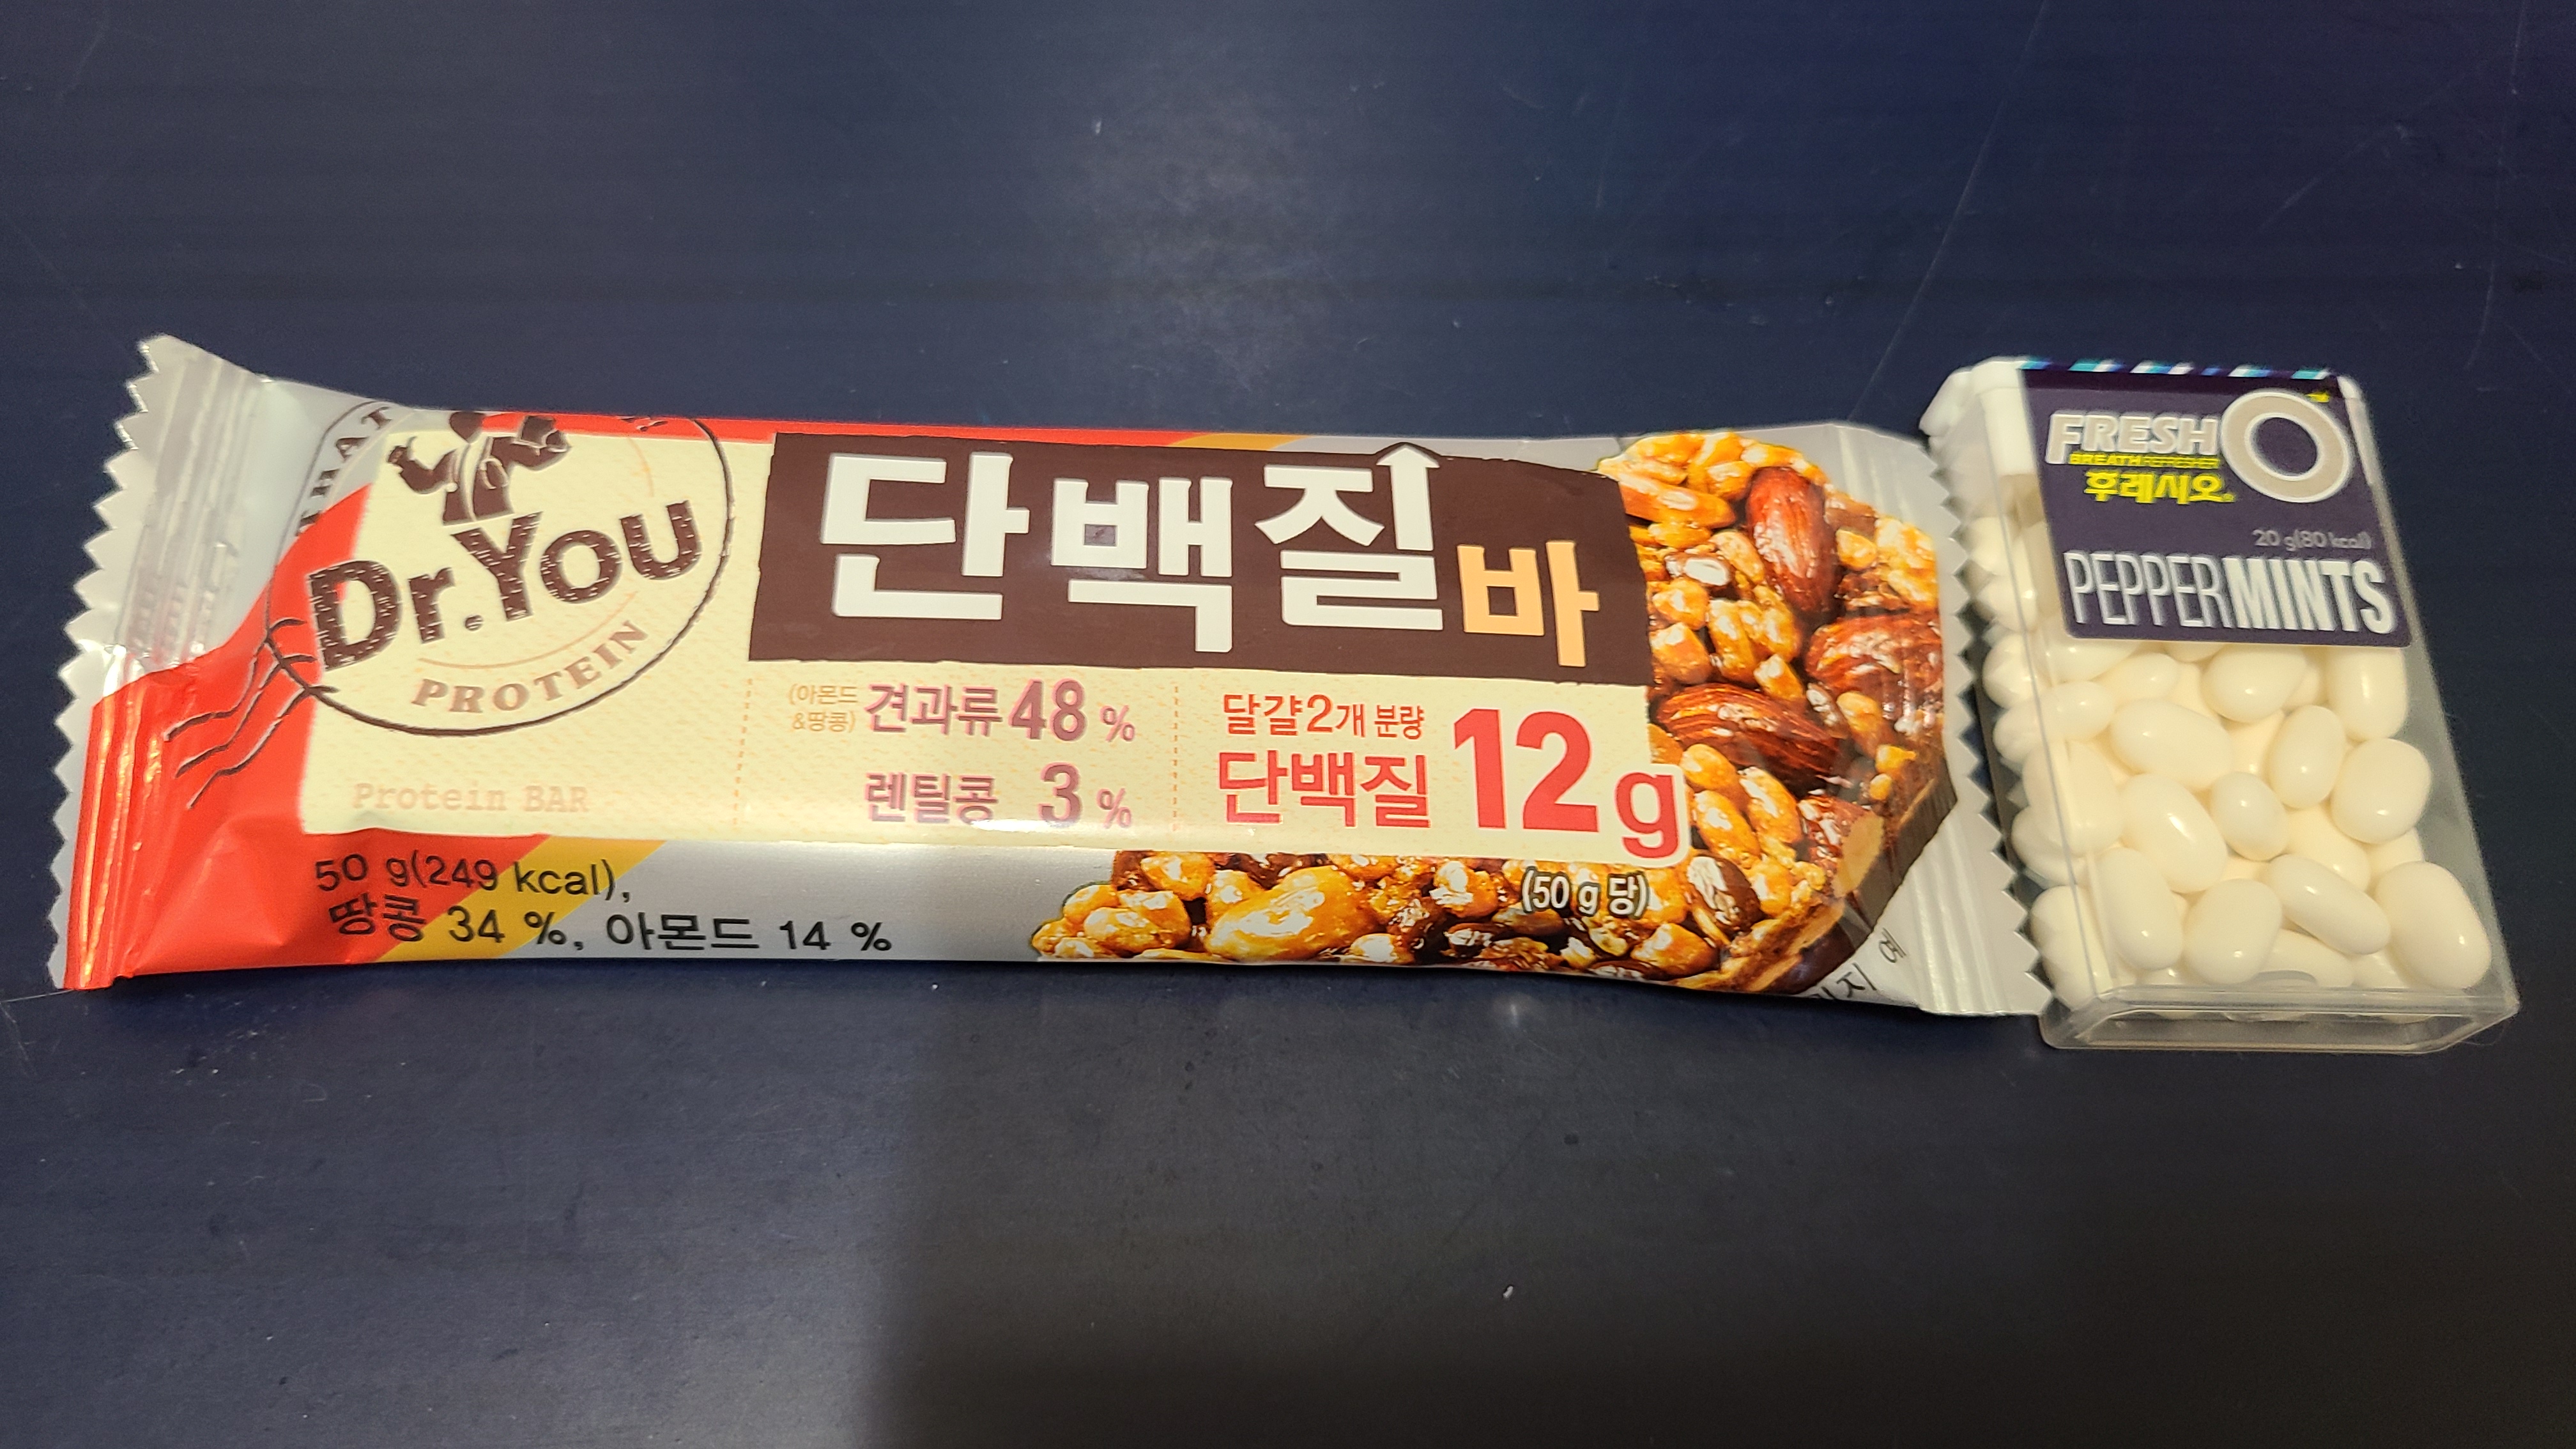 THAT
Dr.You
PROTEIN
Protein BAR
단백질바
(아몬드
&땅콩)
견과류 48 %
렌틸콩 3 %
달걀2개 분량
단백질 12 g
(50 g 당)
50 g(249 kcal),
땅콩 34 %, 아몬드 14 %
FRESH O
BREATH REFRESHER
후레시오
20 g(80 kcal)
PEPPERMINTS